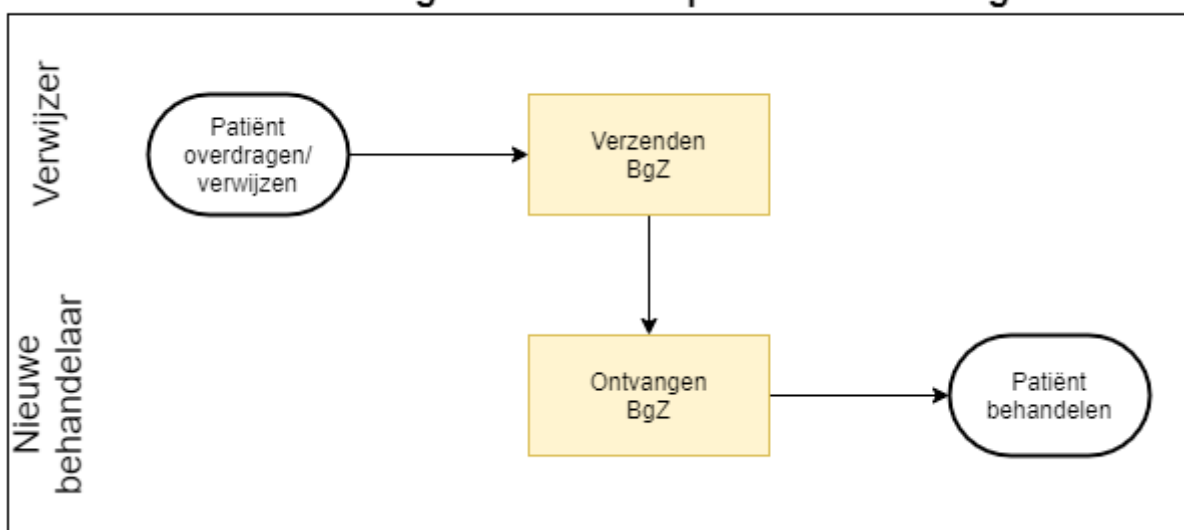 Verwijzer
Patiënt
overdragen/
verwijzen
Verzenden
BgZ
Nieuwe
behandelaar
Ontvangen
BgZ
Patiënt
behandelen